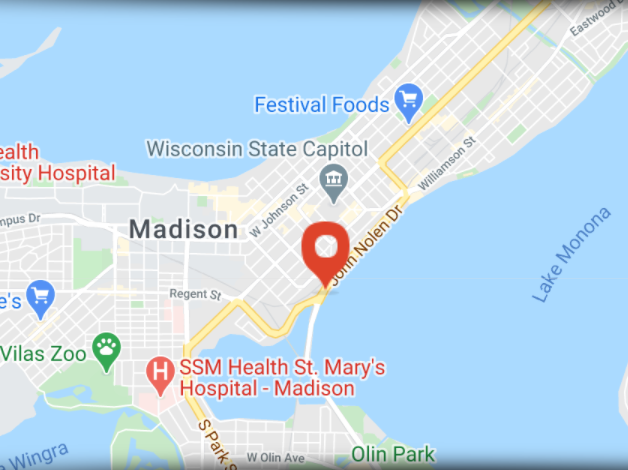 Eastwood
Festival Foods
Wisconsin State Capitol
ealth
sity Hospital
Williamson St
W Johnson St
mpus Dr
Madison
John Nolen Dr
Lake Monona
Regent St
e's
Vilas Zoo
SSM Health St. Mary's
Hospital - Madison
S Park S
W Olin Ave
Olin Park
Wingra